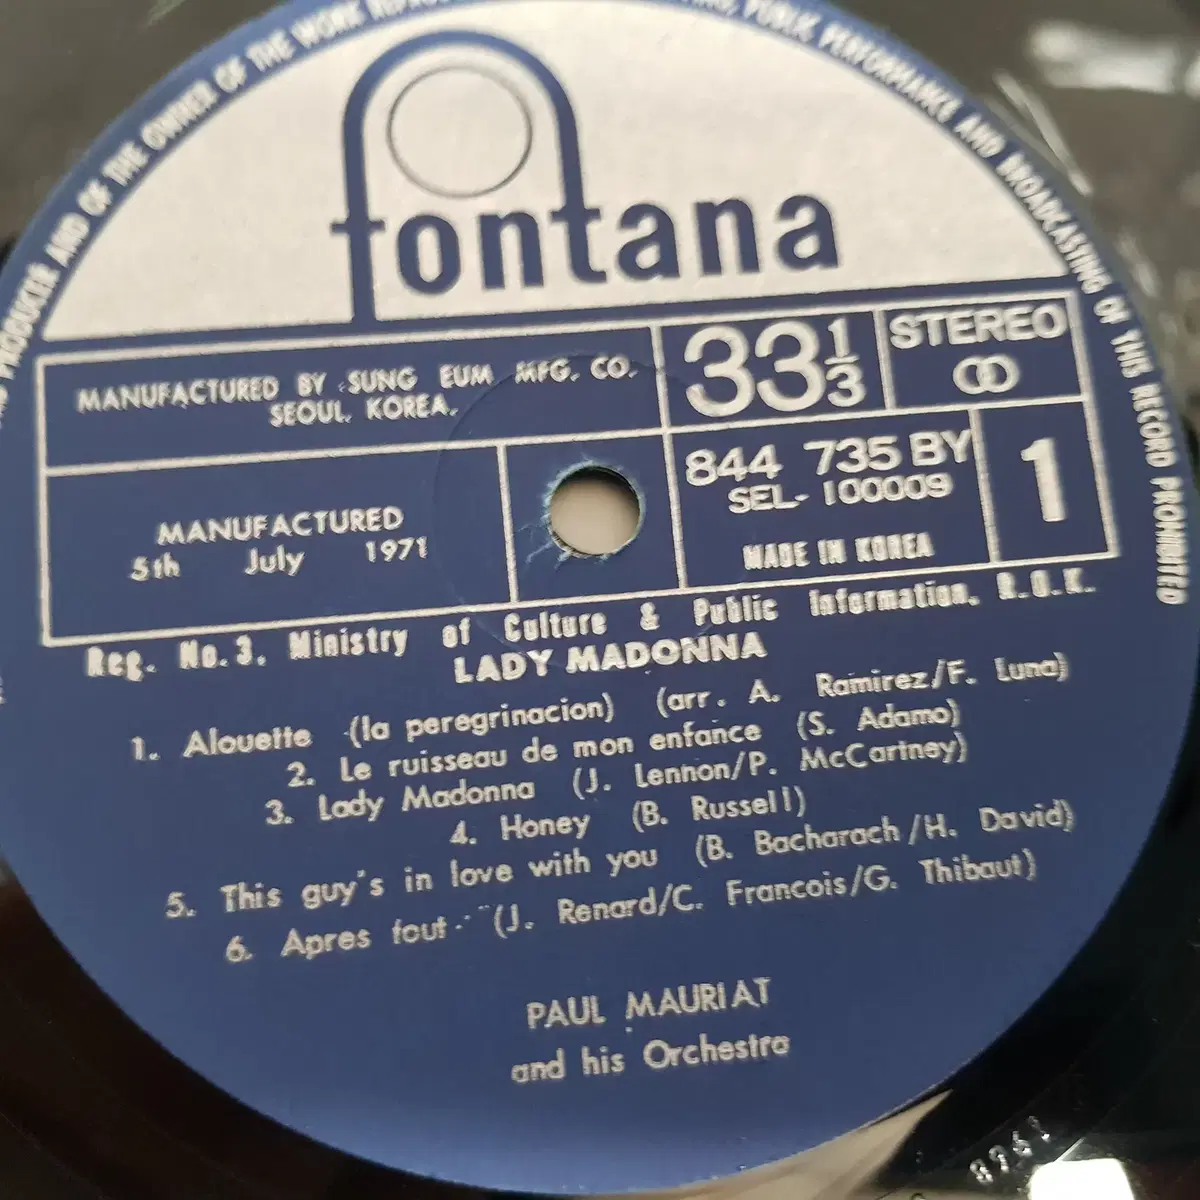 PRODUCER AND OF THE OWNER OF THE WORK
PUBLIC PERFORMANCE AND BROADCASTING OF THIS RECORD PROHIBITED
fontana
MANUFACTURED BY SUNG EUM MFG. CO.
SEOUL. KOREA.
33 1/3
STEREO
MANUFACTURED
5th July 1971
844 735 BY
SEL- 100009
MADE IN KOREA
1
Reg. No. 3. Ministry of Culture & Public Information. R.O.K.
LADY MADONNA
1. Alouette (la peregrinacion) (arr. A. Ramirez/F. Luna)
2. Le ruisseau de mon enfance (S. Adamo)
3. Lady Madonna (J. Lennon/P. McCartney)
4. Honey (B. Russell)
5. This guy's in love with you (B. Bacharach/H. David)
6. Apres tout (J. Renard/C. Francois/G. Thibaut)
PAUL MAURIAT
and his Orchestra